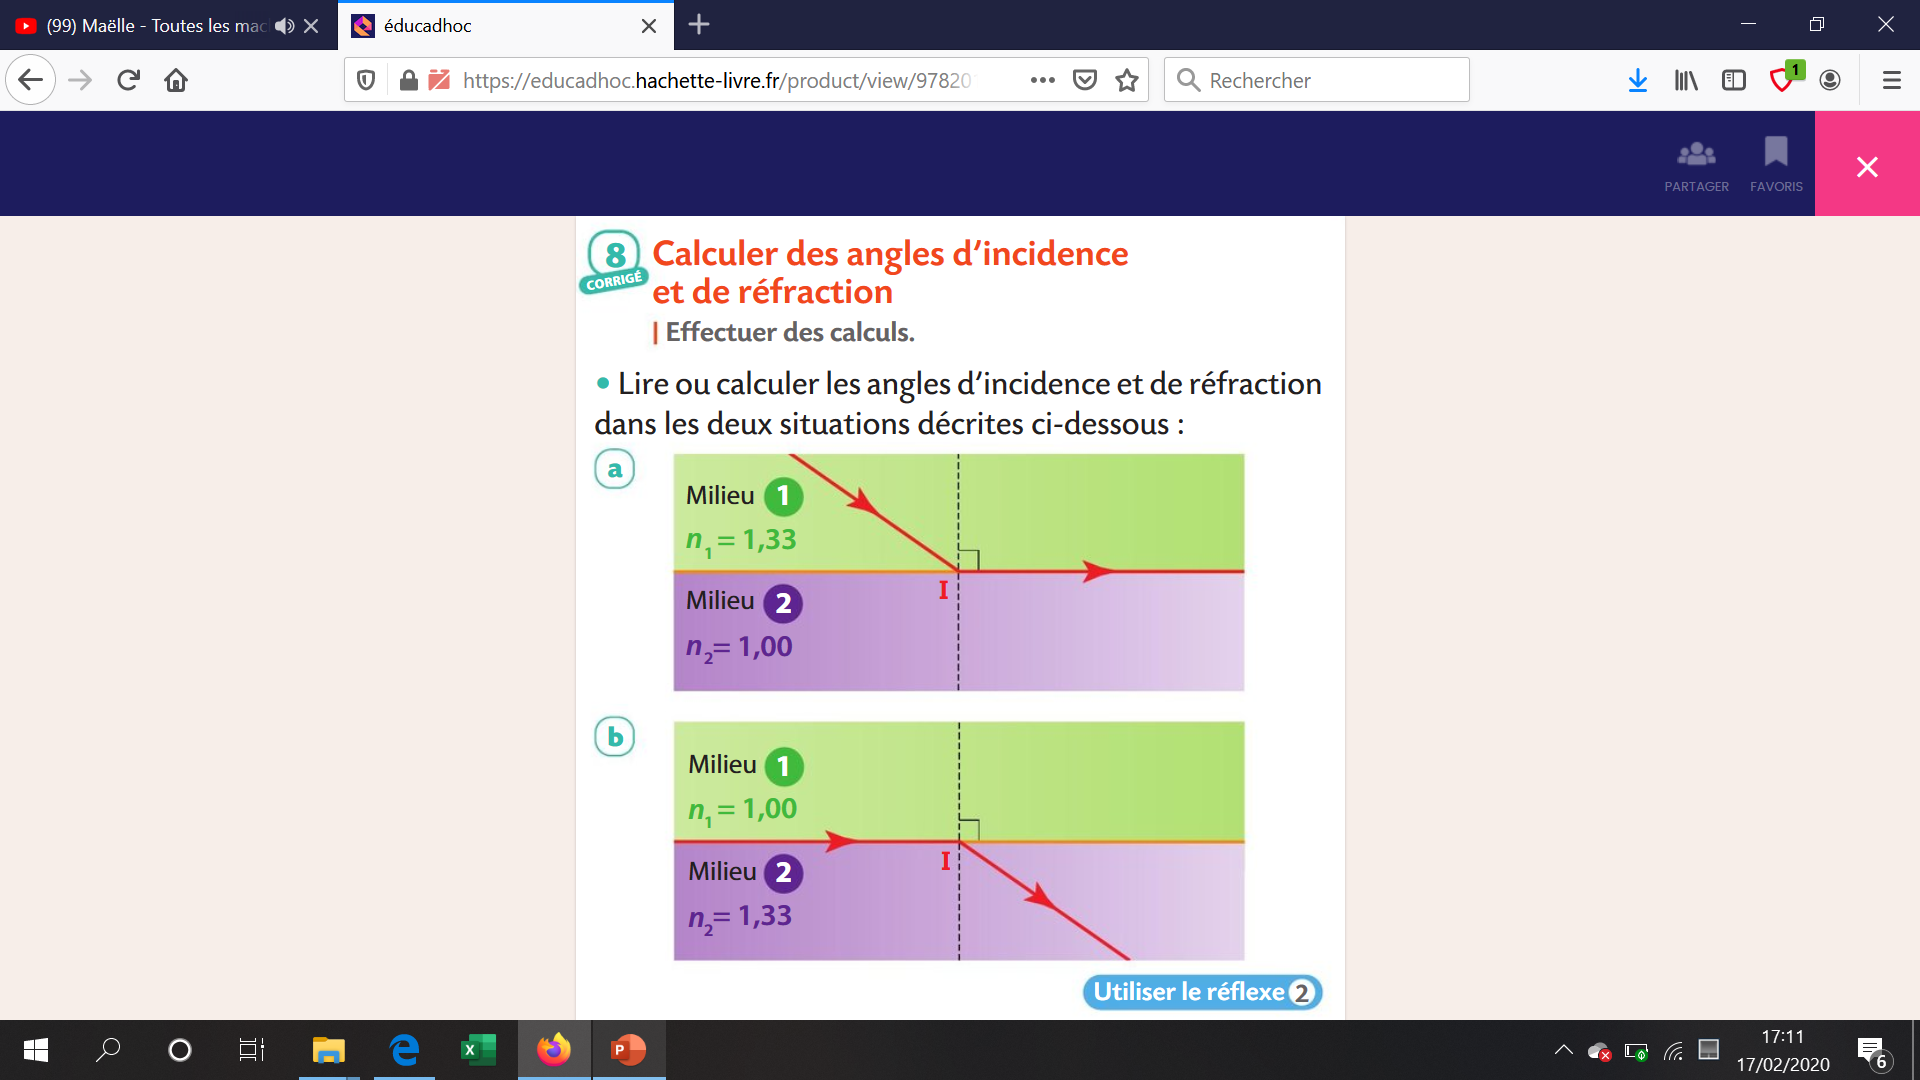 (99) Maëlle - Toutes les mac
éducadhoc
https://educadhoc.hachette-livre.fr/product/view/97820
Rechercher
1
PARTAGER
FAVORIS
8
CORRIGÉ
Calculer des angles d'incidence
et de réfraction
Effectuer des calculs.
• Lire ou calculer les angles d'incidence et de réfraction
dans les deux situations décrites ci-dessous :
a
Milieu 1
n1 = 1,33
I
Milieu 2
n2= 1,00
b
Milieu 1
n1 = 1,00
I
Milieu 2
n2= 1,33
Utiliser le réflexe 2
17:11
17/02/2020
6